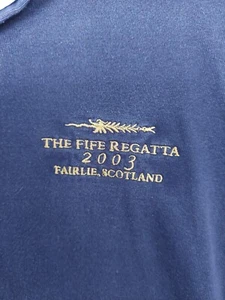 THE FIFE REGATTA
2003
FAIRLIE, SCOTLAND